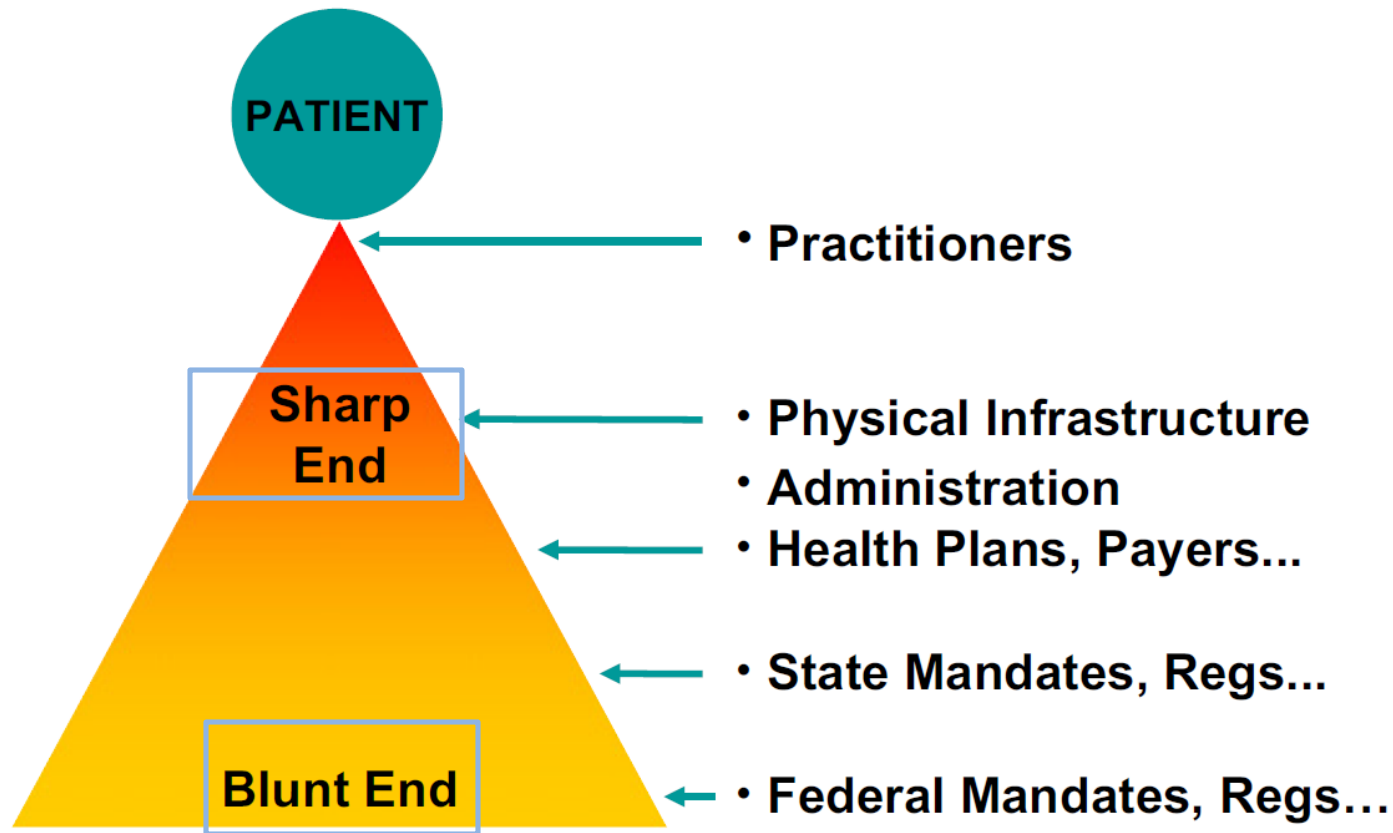 PATIENT
• Practitioners
Sharp
End
• Physical Infrastructure
• Administration
• Health Plans, Payers...
• State Mandates, Regs...
Blunt End
• Federal Mandates, Regs…